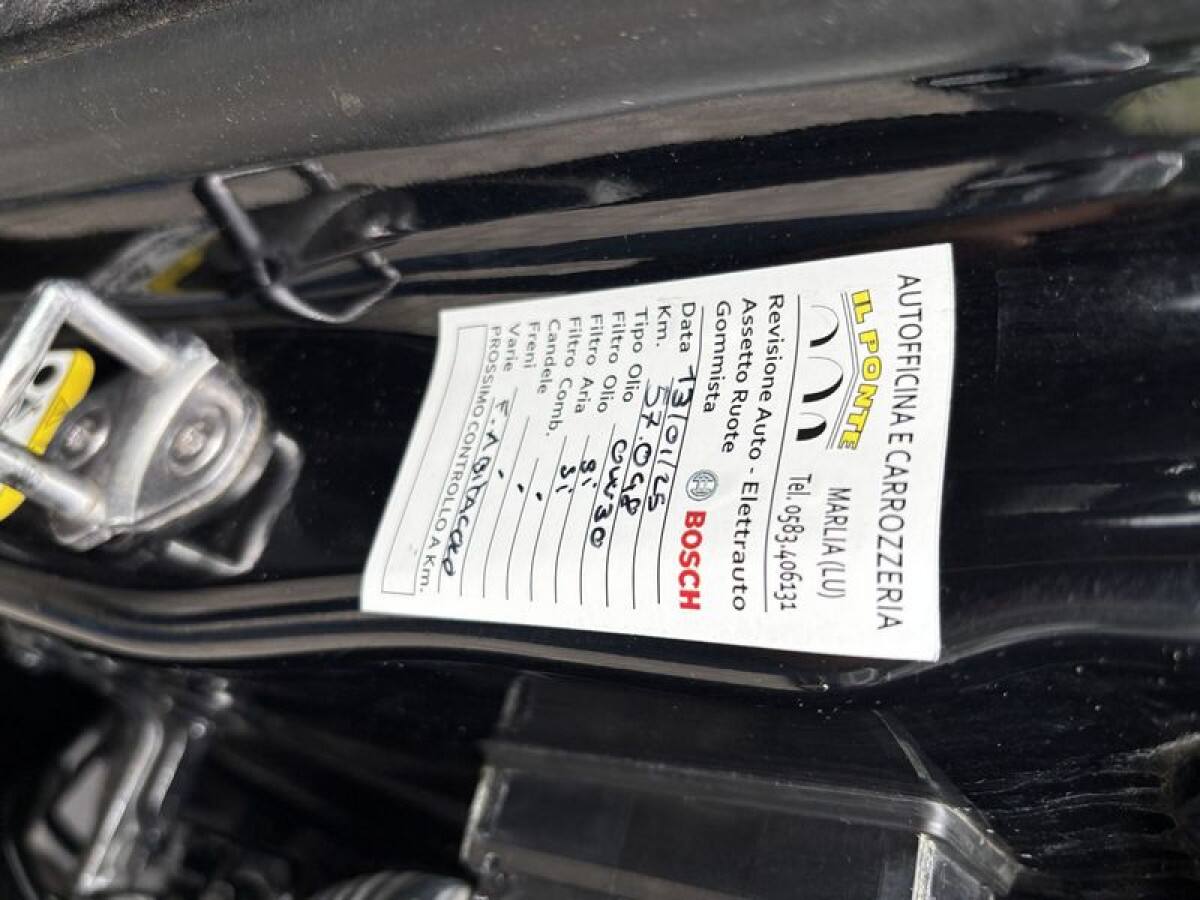 AUTOFFICINA E CARROZZERIA
IL PONTE
MARLIA (LU)
Tel. 0583.406131
Revisione Auto - Elettrauto
Assetto Ruote
Gommista
BOSCH
Data 13/01/25
Km. 57.048
Tipo Olio 0W30
Filtro Olio si
Filtro Aria si
Filtro Comb.
Candele
Freni
Varie F. ABITACOLO
PROSSIMO CONTROLLO A Km.